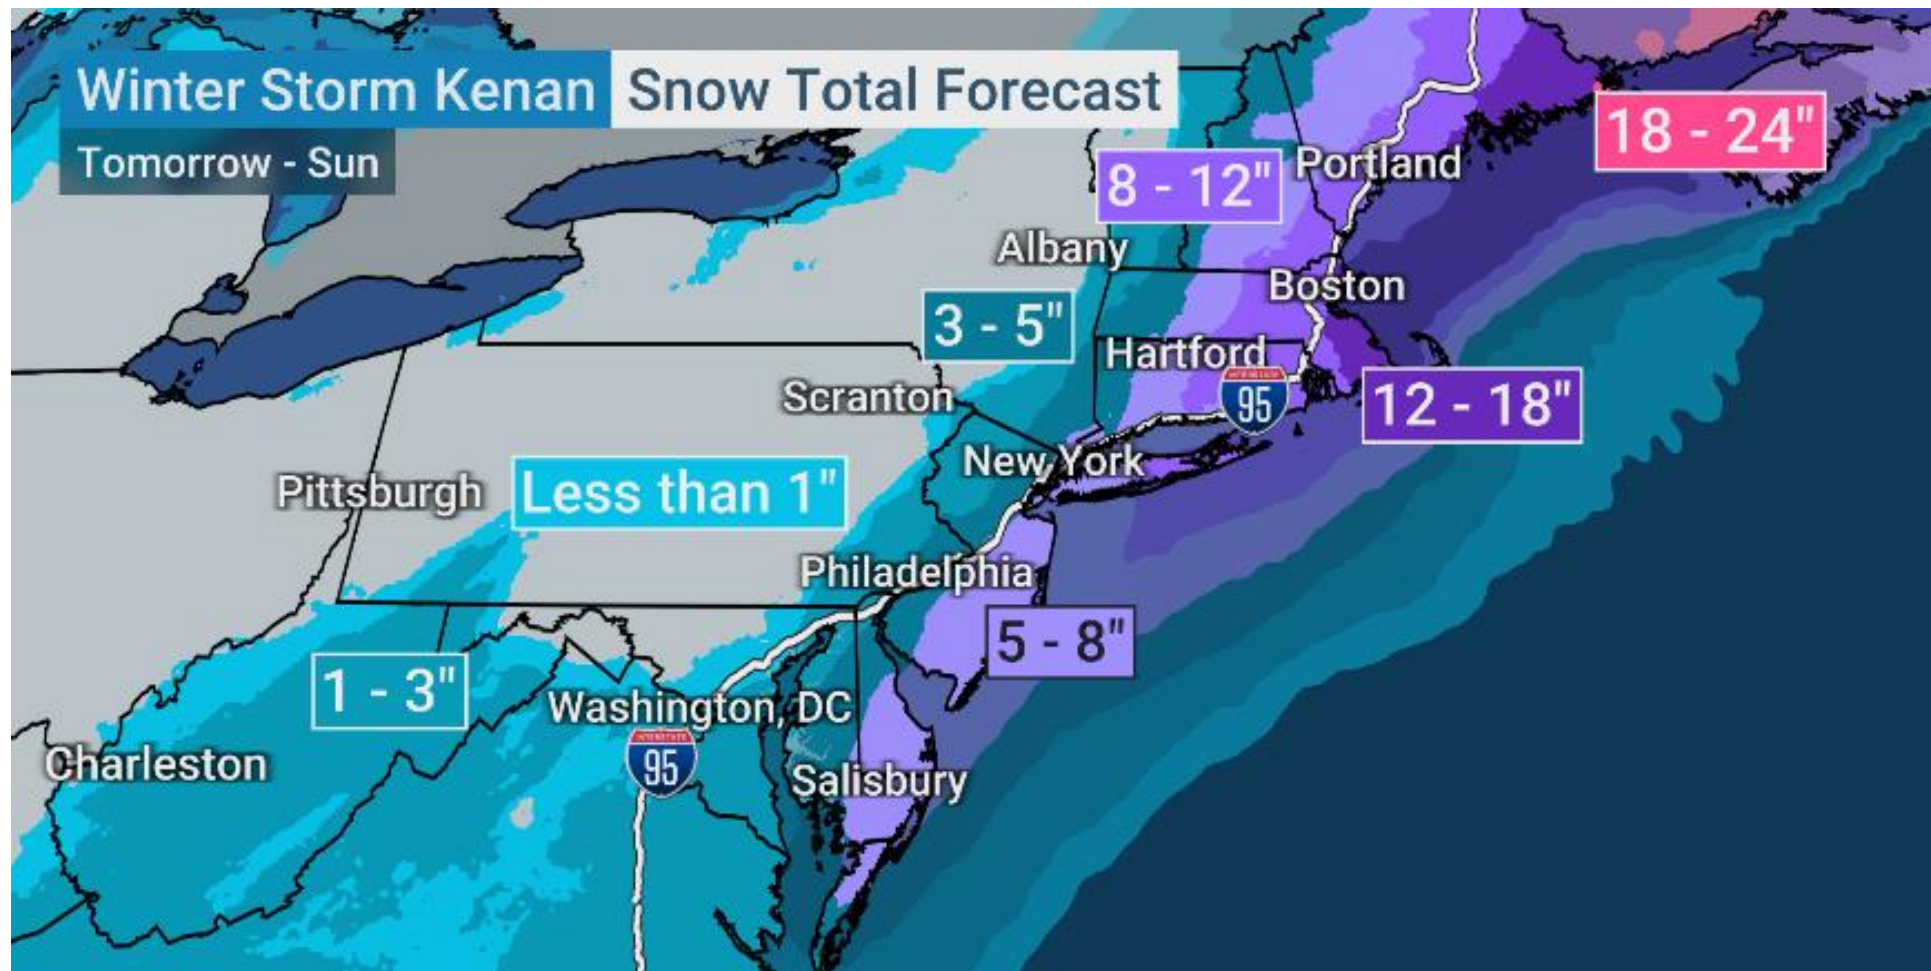 Winter Storm Kenan Snow Total Forecast
Tomorrow - Sun
18 - 24"
8 - 12"
Portland
Albany
Boston
3 - 5"
Hartford
INTERSTATE
95
Scranton
12 - 18"
New York
Pittsburgh
Less than 1"
Philadelphia
5 - 8"
1 - 3"
Washington, DC
INTERSTATE
95
Charleston
Salisbury